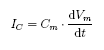 I_C = C_m · dV_m/dt